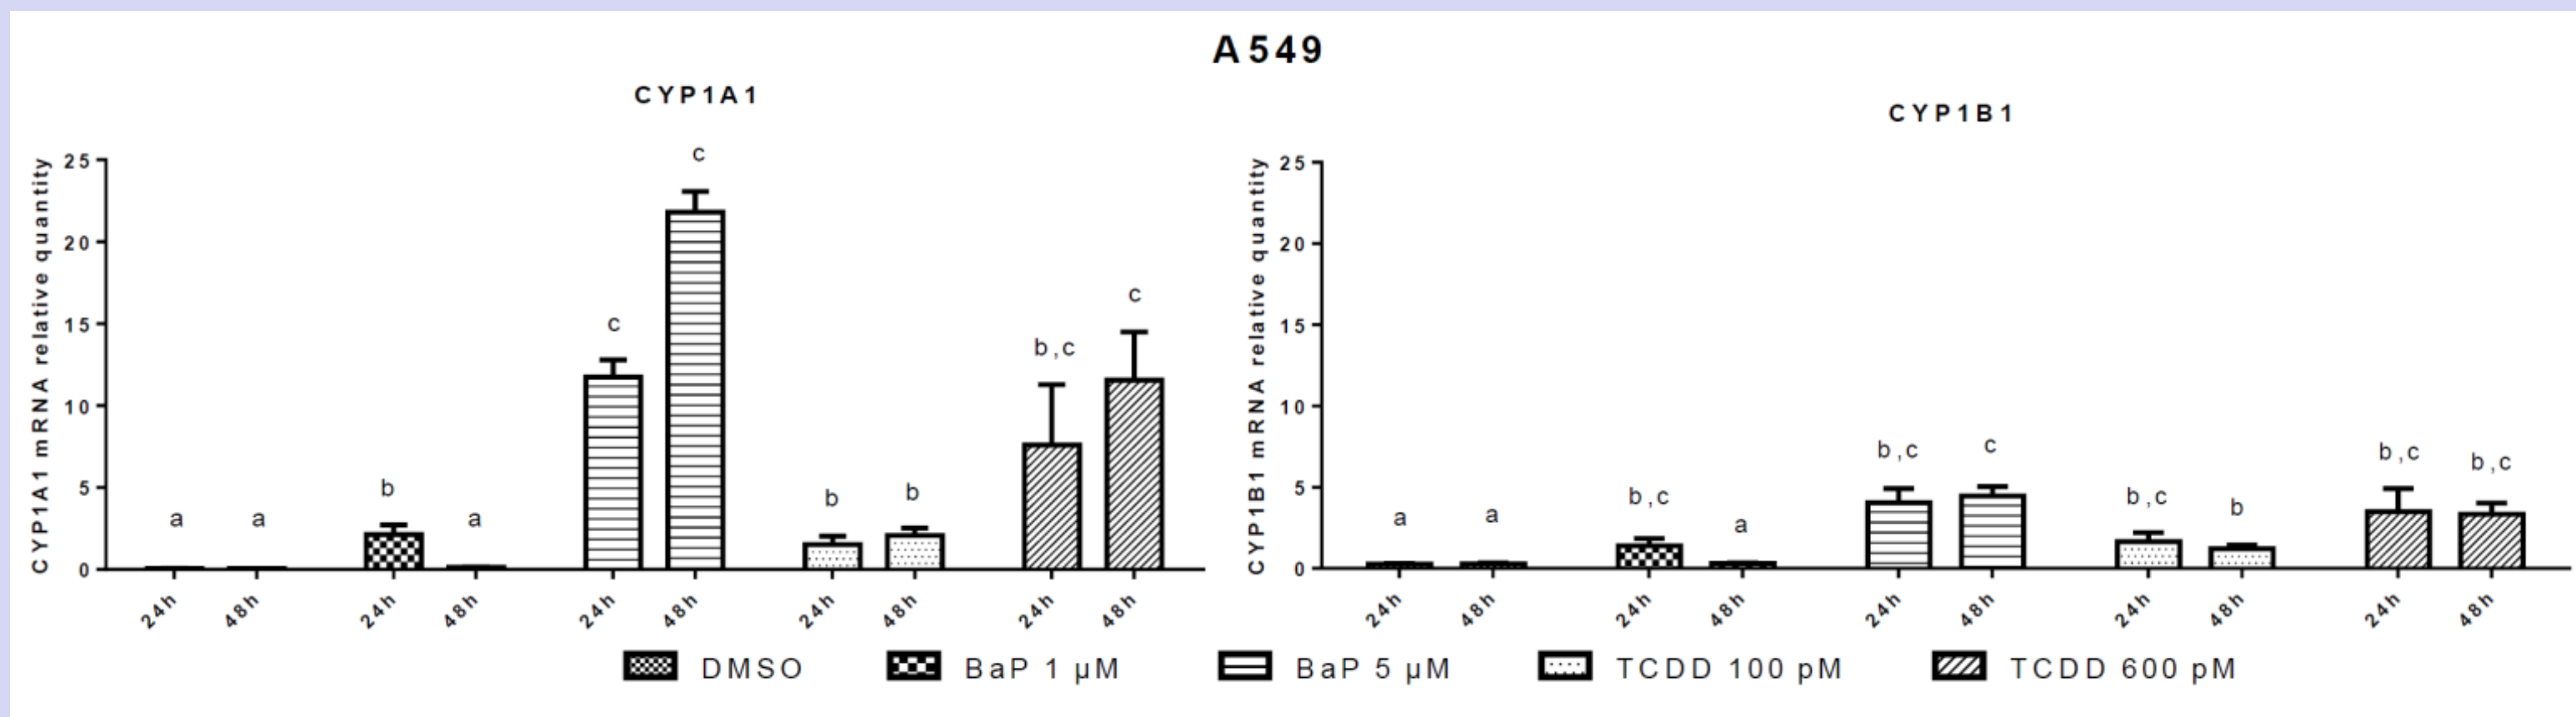 A549
CYP1A1
CYP1A1 mRNA relative quantity
25
20
15
10
5
0
a
a
b
a
c
c
b
b
b,c
c
24h
48h
24h
48h
24h
48h
24h
48h
24h
48h
CYP1B1
CYP1B1 mRNA relative quantity
25
20
15
10
5
0
a
a
b,c
a
b,c
c
b,c
b
b,c
b,c
24h
48h
24h
48h
24h
48h
24h
48h
24h
48h
DMSO BaP 1 µM BaP 5 µM TCDD 100 pM TCDD 600 pM